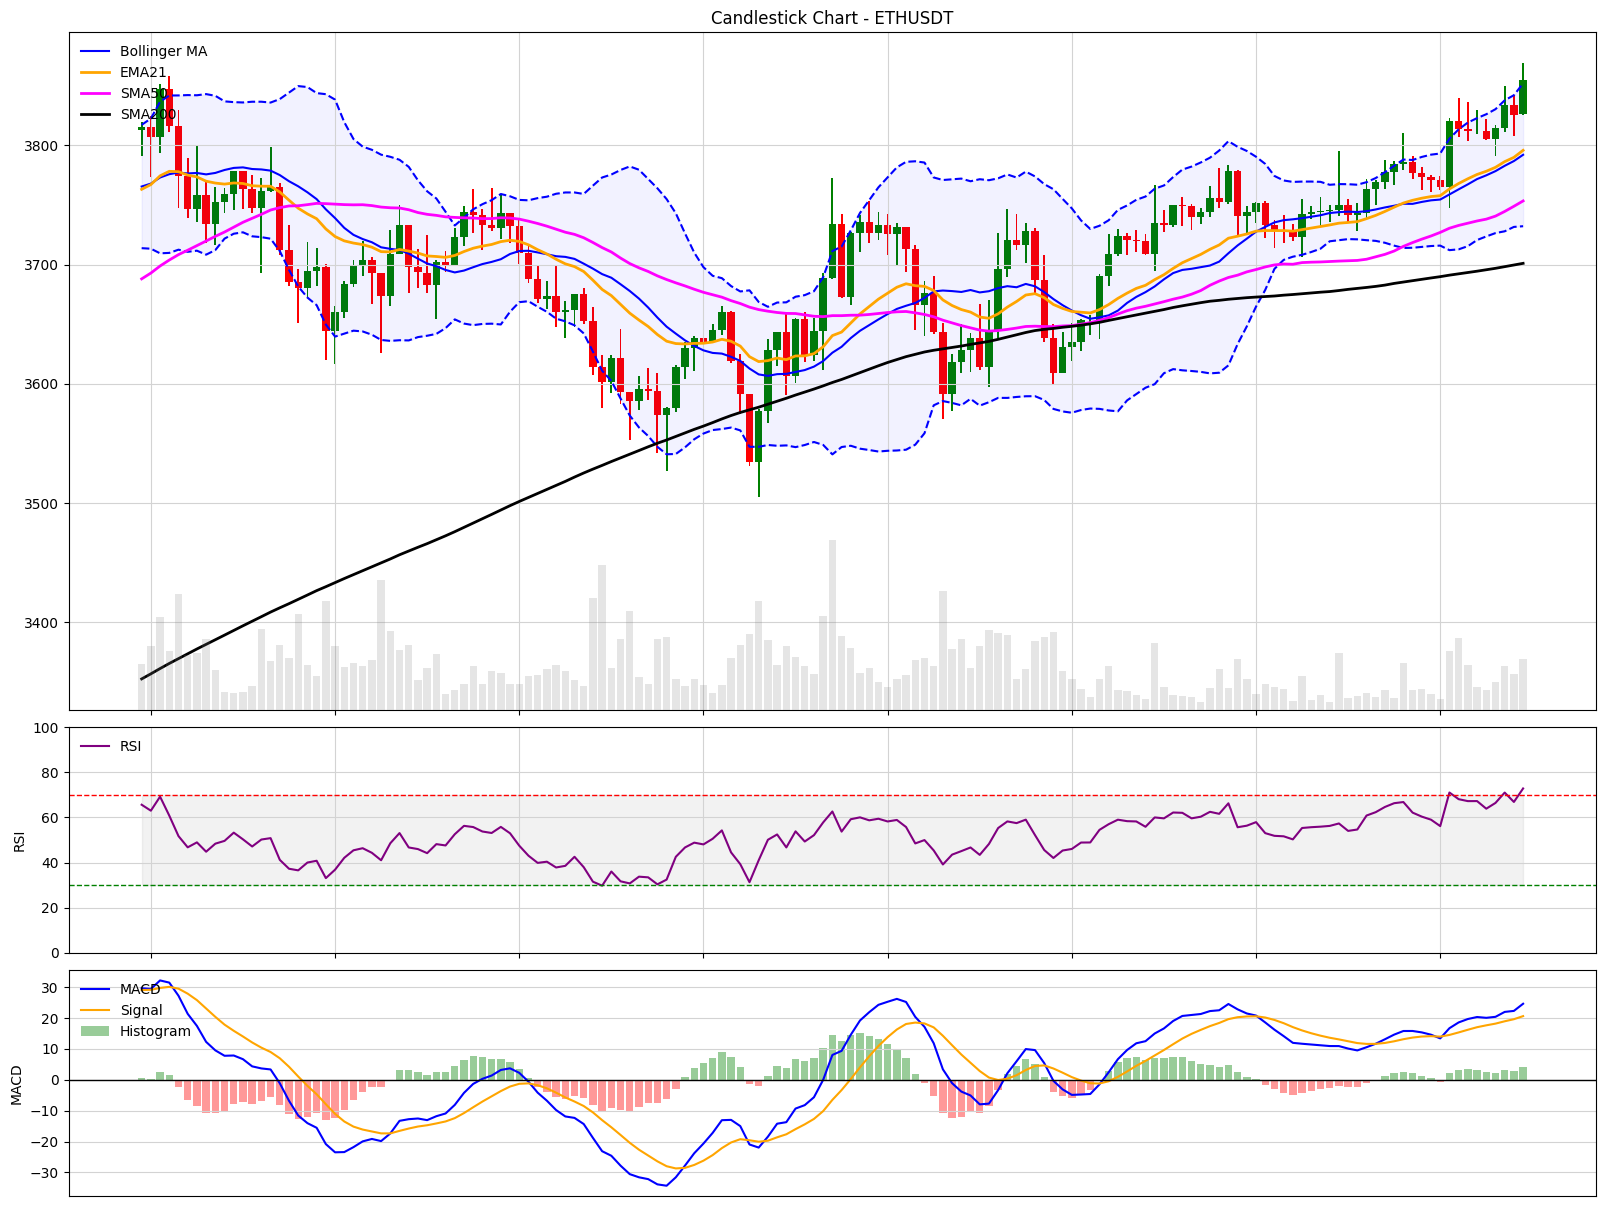 Candlestick Chart - ETHUSDT
Bollinger MA
EMA21
SMA50
SMA200
3800
3700
3600
3500
3400
RSI
100
80
60
40
20
0
RSI
MACD
Signal
Histogram
30
20
10
0
−10
−20
−30
MACD